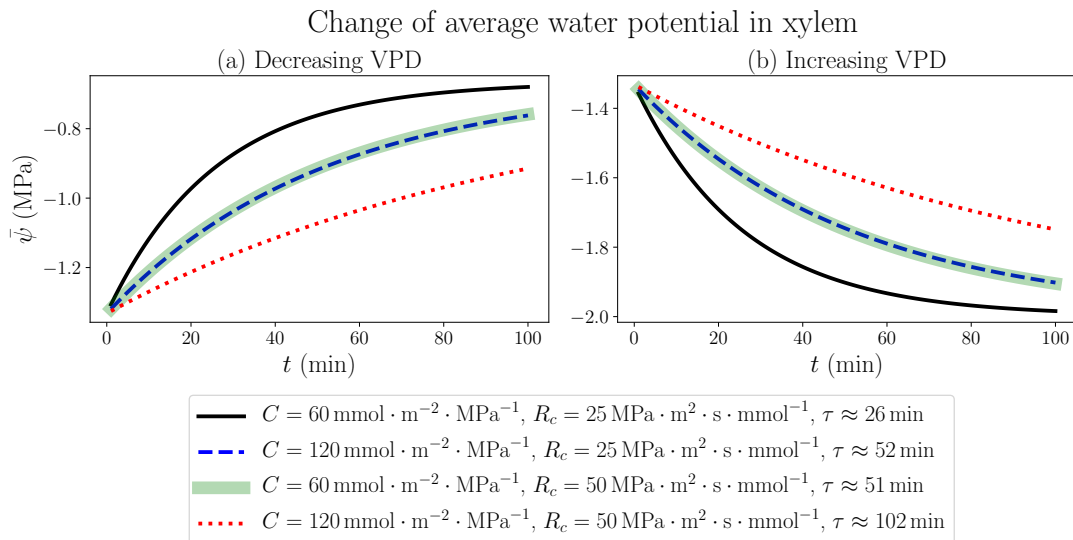 Change of average water potential in xylem
(a) Decreasing VPD
(b) Increasing VPD
ψ̄ (MPa)
−0.8
−1.0
−1.2
0 20 40 60 80 100
t (min)
−1.4
−1.6
−1.8
−2.0
0 20 40 60 80 100
t (min)
C = 60 mmol · m⁻² · MPa⁻¹, R_c = 25 MPa · m² · s · mmol⁻¹, τ ≈ 26 min
C = 120 mmol · m⁻² · MPa⁻¹, R_c = 25 MPa · m² · s · mmol⁻¹, τ ≈ 52 min
C = 60 mmol · m⁻² · MPa⁻¹, R_c = 50 MPa · m² · s · mmol⁻¹, τ ≈ 51 min
C = 120 mmol · m⁻² · MPa⁻¹, R_c = 50 MPa · m² · s · mmol⁻¹, τ ≈ 102 min